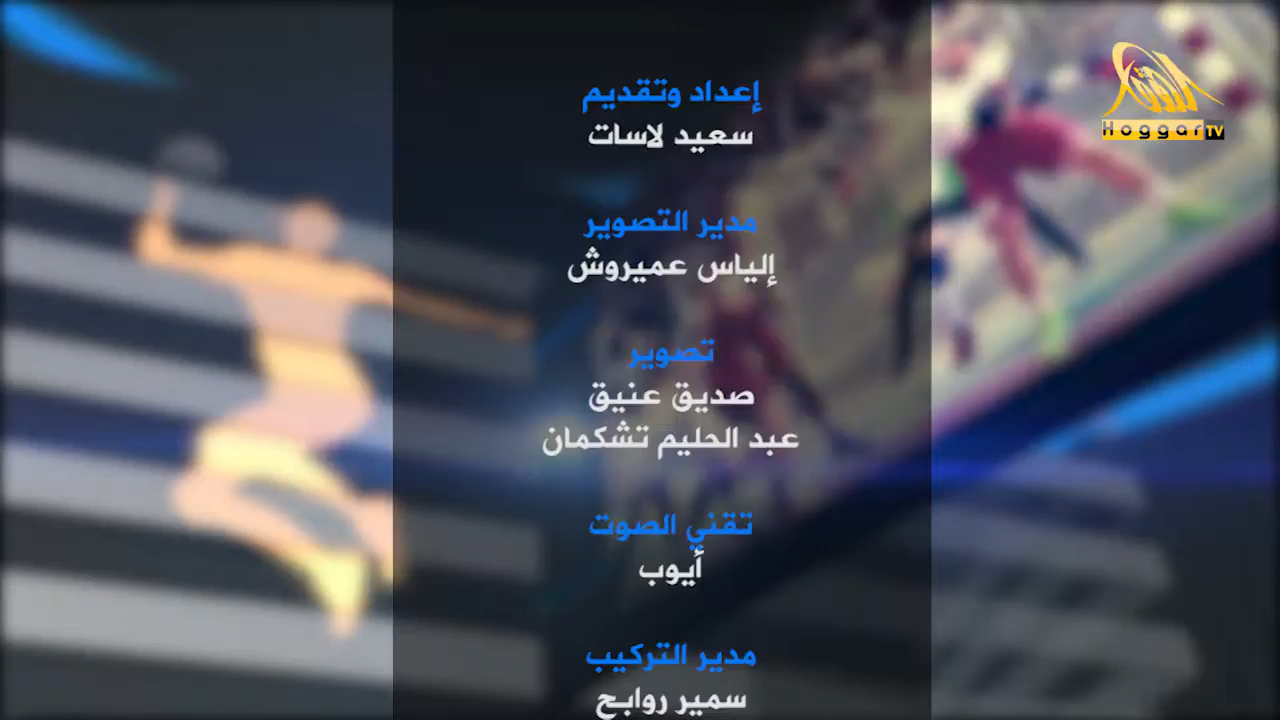 إعداد وتقديم
سعيد لاسات
مدير التصوير
إلياس عميروش
تصوير
صديق عنيق
عبد الحليم تشكمان
تقني الصوت
أيوب
مدير التركيب
سمير روابح
الهقار
Hoggar TV